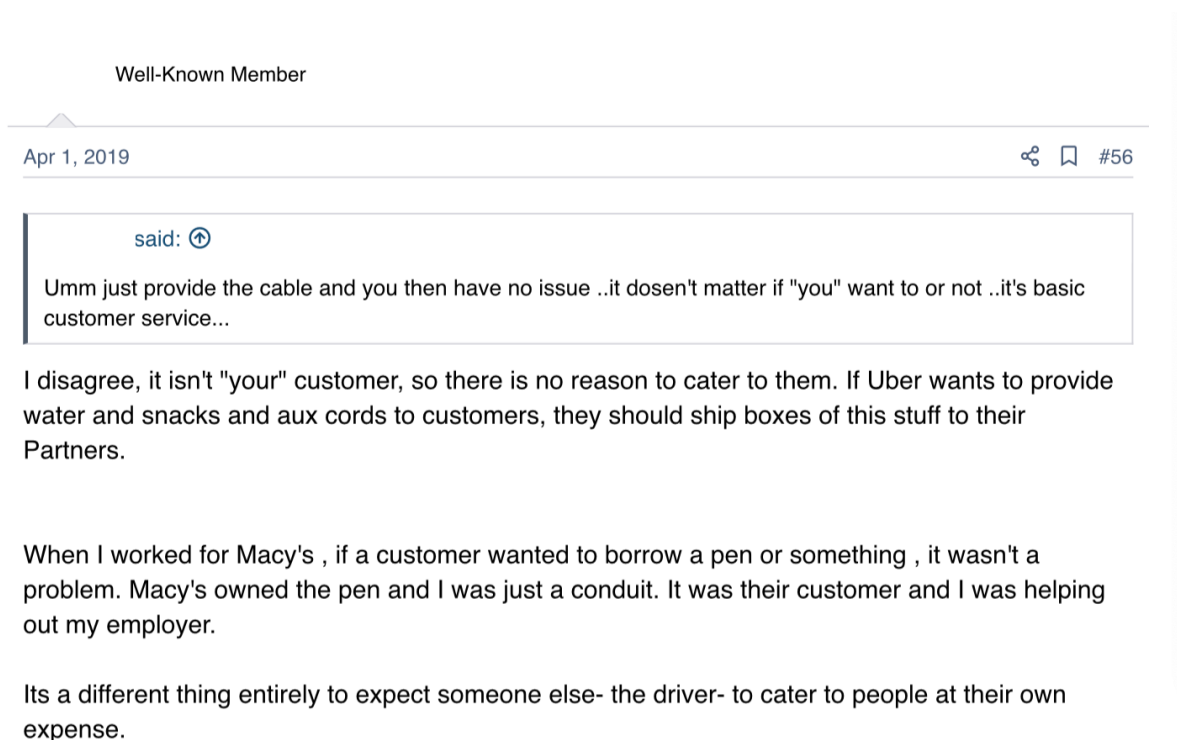 Well-Known Member
Apr 1, 2019 #56
said:
Umm just provide the cable and you then have no issue ..it dosen't matter if "you" want to or not ..it's basic
customer service...
I disagree, it isn't "your" customer, so there is no reason to cater to them. If Uber wants to provide
water and snacks and aux cords to customers, they should ship boxes of this stuff to their
Partners.
When I worked for Macy's , if a customer wanted to borrow a pen or something , it wasn't a
problem. Macy's owned the pen and I was just a conduit. It was their customer and I was helping
out my employer.
Its a different thing entirely to expect someone else- the driver- to cater to people at their own
expense.